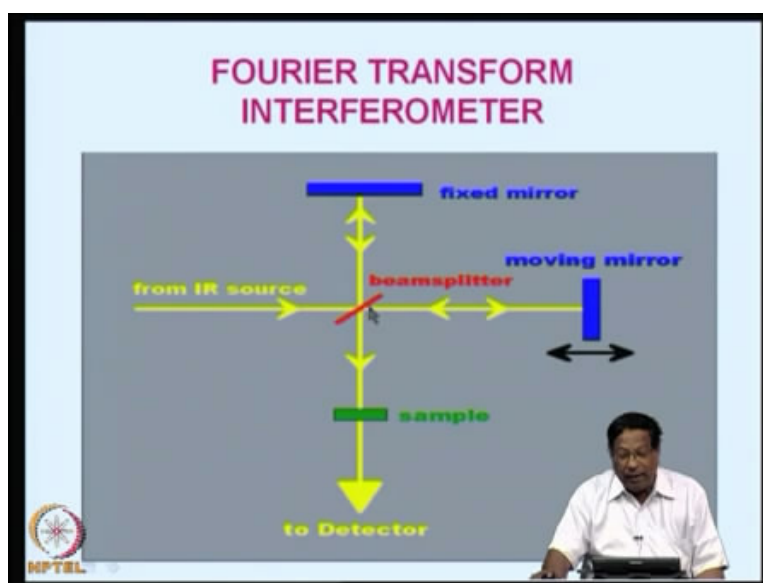 FOURIER TRANSFORM
INTERFEROMETER
fixed mirror
moving mirror
beamsplitter
from IR source
sample
to Detector
NPTEL